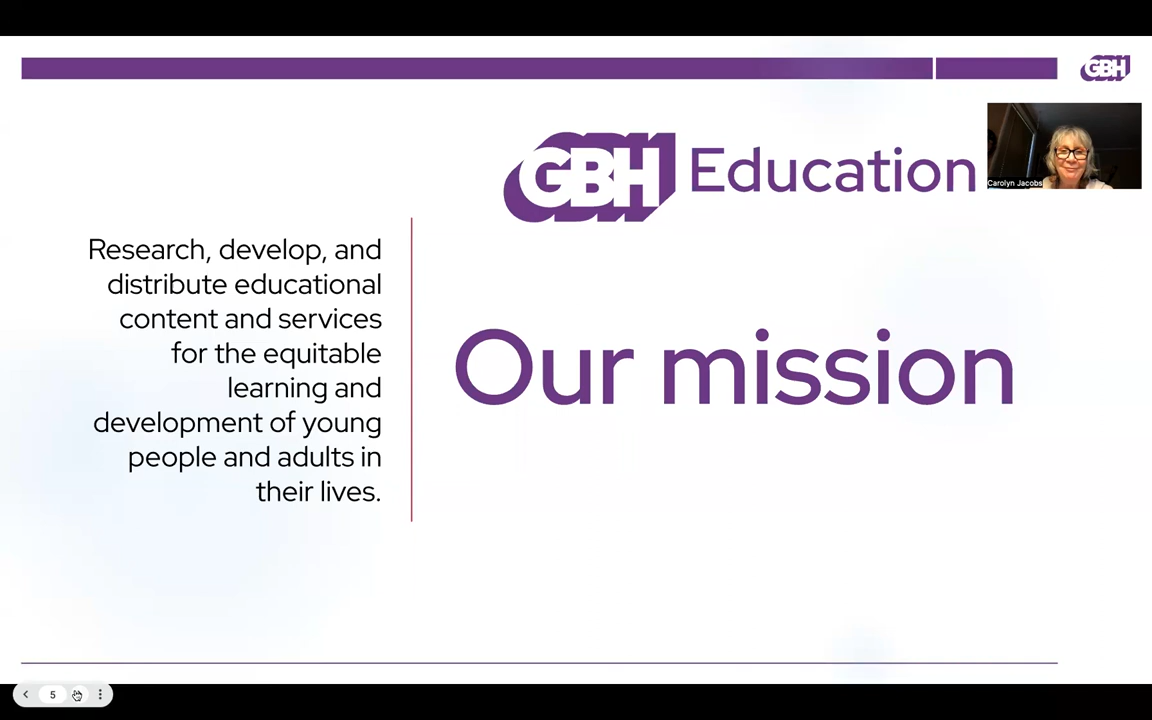 GBH
GBH Education
Carolyn Jacobs
Research, develop, and
distribute educational
content and services
for the equitable
learning and
development of young
people and adults in
their lives.
Our mission
5